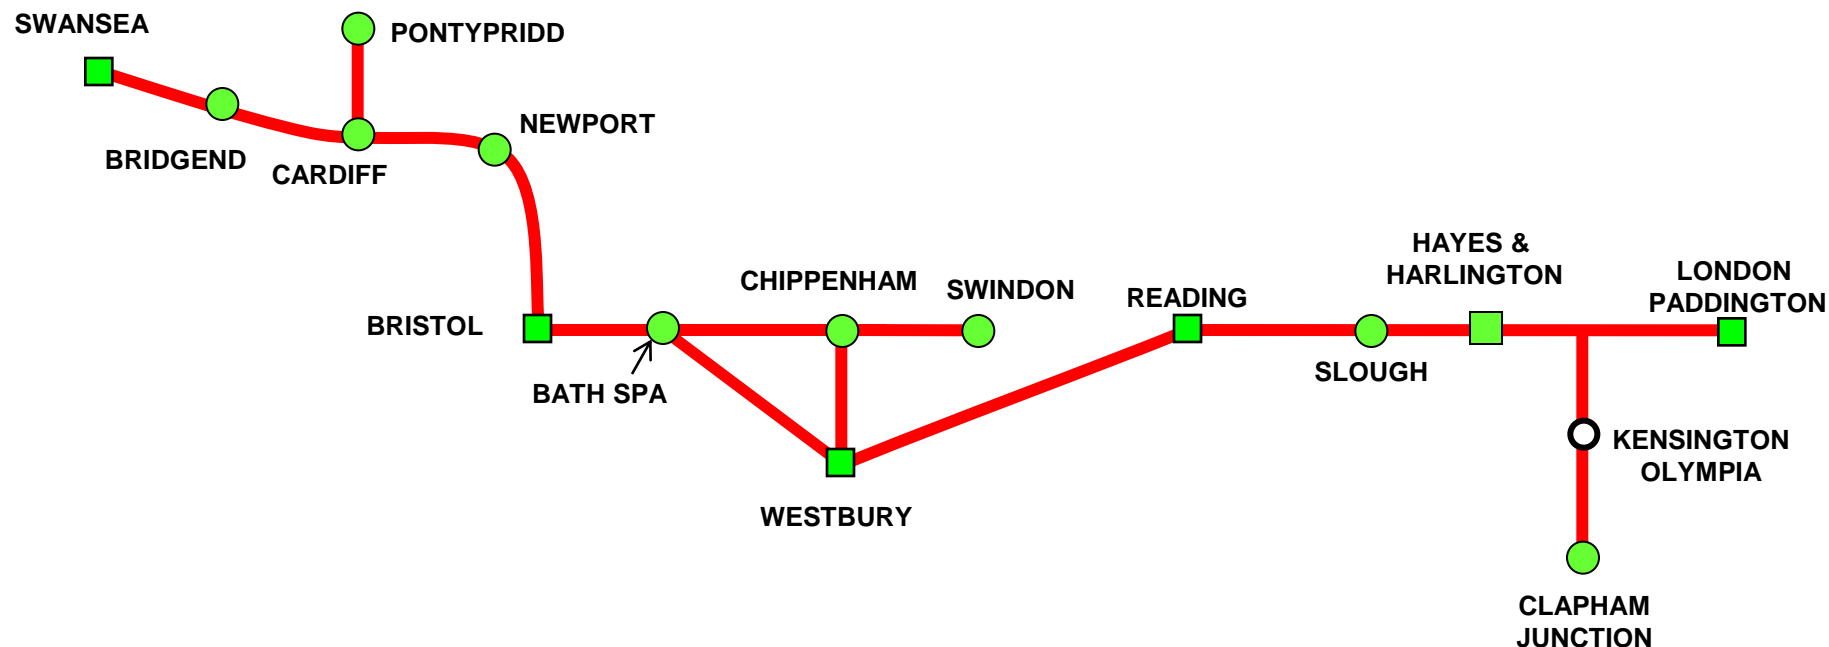 SWANSEA
PONTYPRIDD
NEWPORT
BRIDGEND
CARDIFF
HAYES &
HARLINGTON
LONDON
PADDINGTON
CHIPPENHAM
SWINDON
READING
BRISTOL
SLOUGH
BATH SPA
KENSINGTON
OLYMPIA
WESTBURY
CLAPHAM
JUNCTION